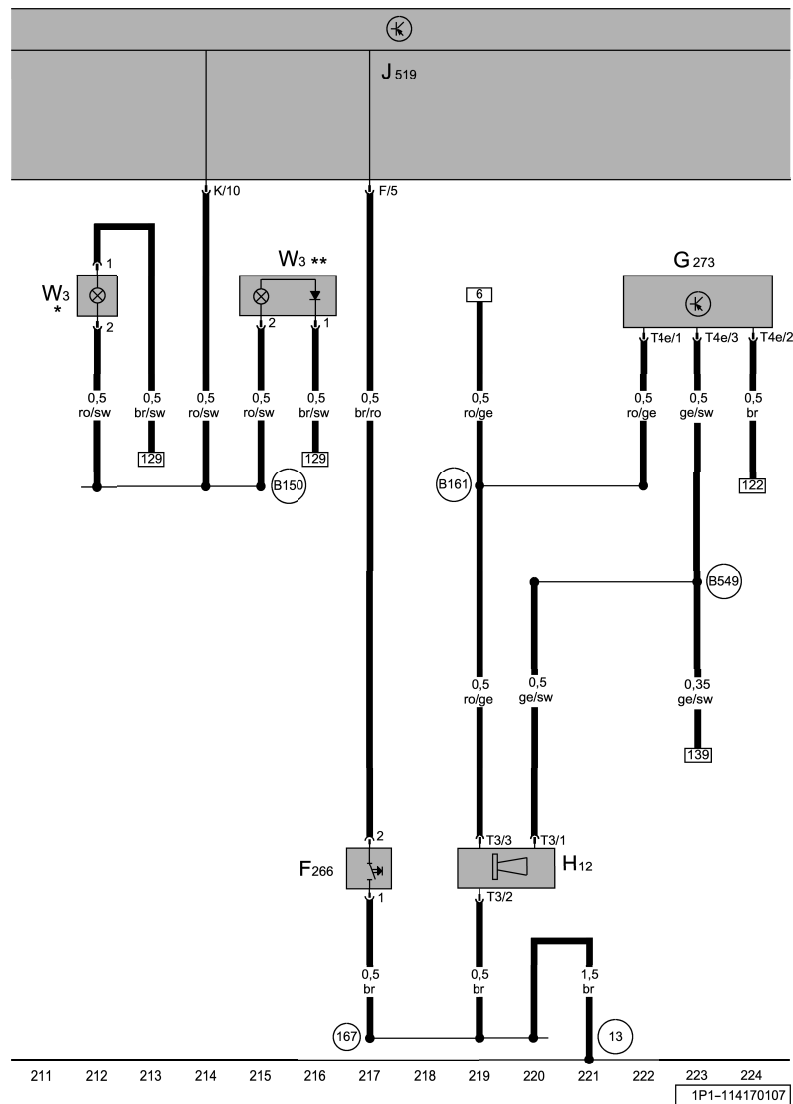 J 519
K/10 F/5
W3 ** G 273
1
W3
*
6
2 2 1 T4e/1 T4e/3 T4e/2
0,5 0,5 0,5 0,5 0,5 0,5 0,5 0,5 0,5 0,5
ro/sw br/sw ro/sw ro/sw br/sw br/ro ro/ge ro/ge ge/sw br
129 129
B150 B161 122
B549
0,5 0,5 0,35
ro/ge ge/sw ge/sw
139
2 T3/3 T3/1
F266 H12
1 T3/2
0,5 0,5 1,5
br br br
167 13
211 212 213 214 215 216 217 218 219 220 221 222 223 224
1P1-114170107